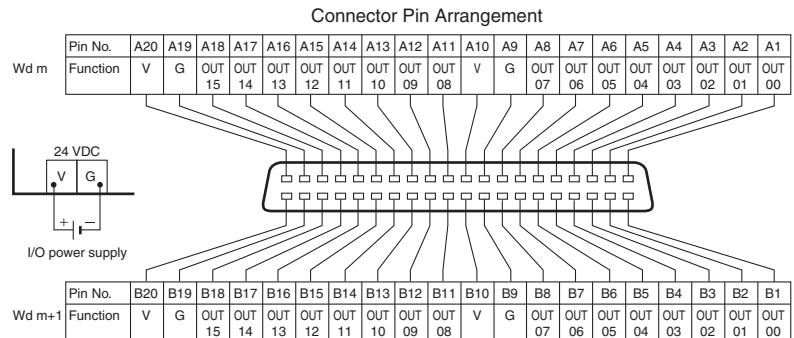 Connector Pin Arrangement
Pin No. A20 A19 A18 A17 A16 A15 A14 A13 A12 A11 A10 A9 A8 A7 A6 A5 A4 A3 A2 A1
Wd m Function V G OUT OUT OUT OUT OUT OUT OUT OUT V G OUT OUT OUT OUT OUT OUT OUT OUT
15 14 13 12 11 10 09 08 07 06 05 04 03 02 01 00
24 VDC
V G
+ −
I/O power supply
Pin No. B20 B19 B18 B17 B16 B15 B14 B13 B12 B11 B10 B9 B8 B7 B6 B5 B4 B3 B2 B1
Wd m+1 Function V G OUT OUT OUT OUT OUT OUT OUT OUT V G OUT OUT OUT OUT OUT OUT OUT OUT
15 14 13 12 11 10 09 08 07 06 05 04 03 02 01 00